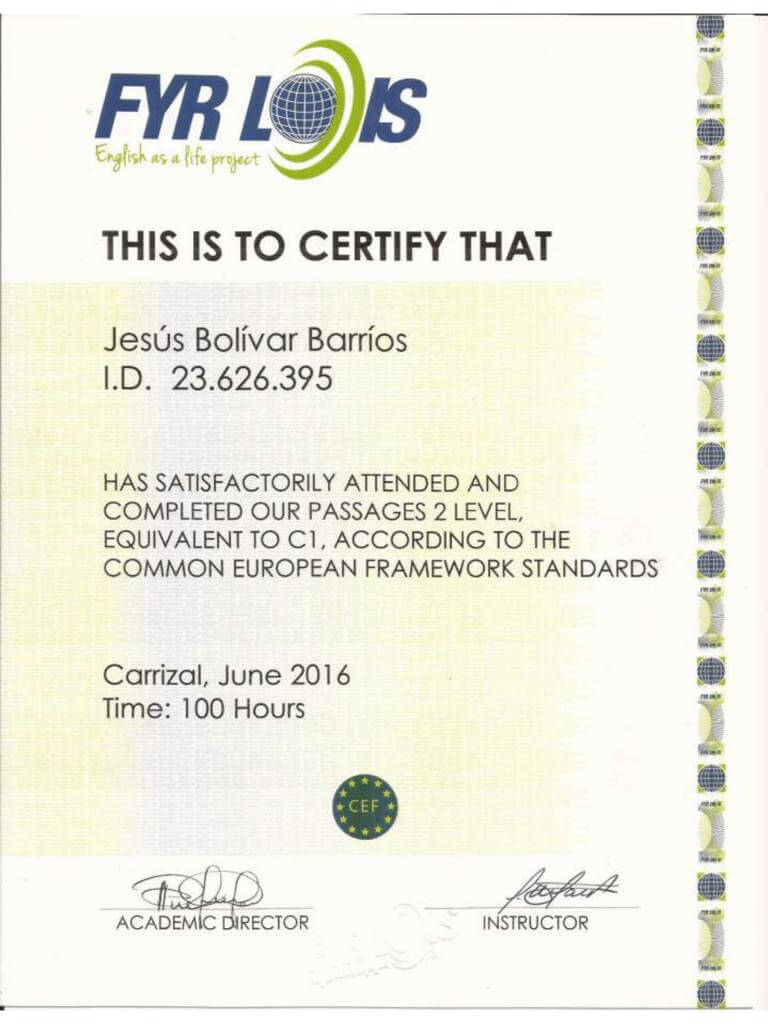 FYR LOIS
English as a life project
THIS IS TO CERTIFY THAT
Jesús Bolívar Barríos
I.D. 23.626.395
HAS SATISFACTORILY ATTENDED AND
COMPLETED OUR PASSAGES 2 LEVEL,
EQUIVALENT TO C1, ACCORDING TO THE
COMMON EUROPEAN FRAMEWORK STANDARDS
Carrizal, June 2016
Time: 100 Hours
CEF
ACADEMIC DIRECTOR
INSTRUCTOR